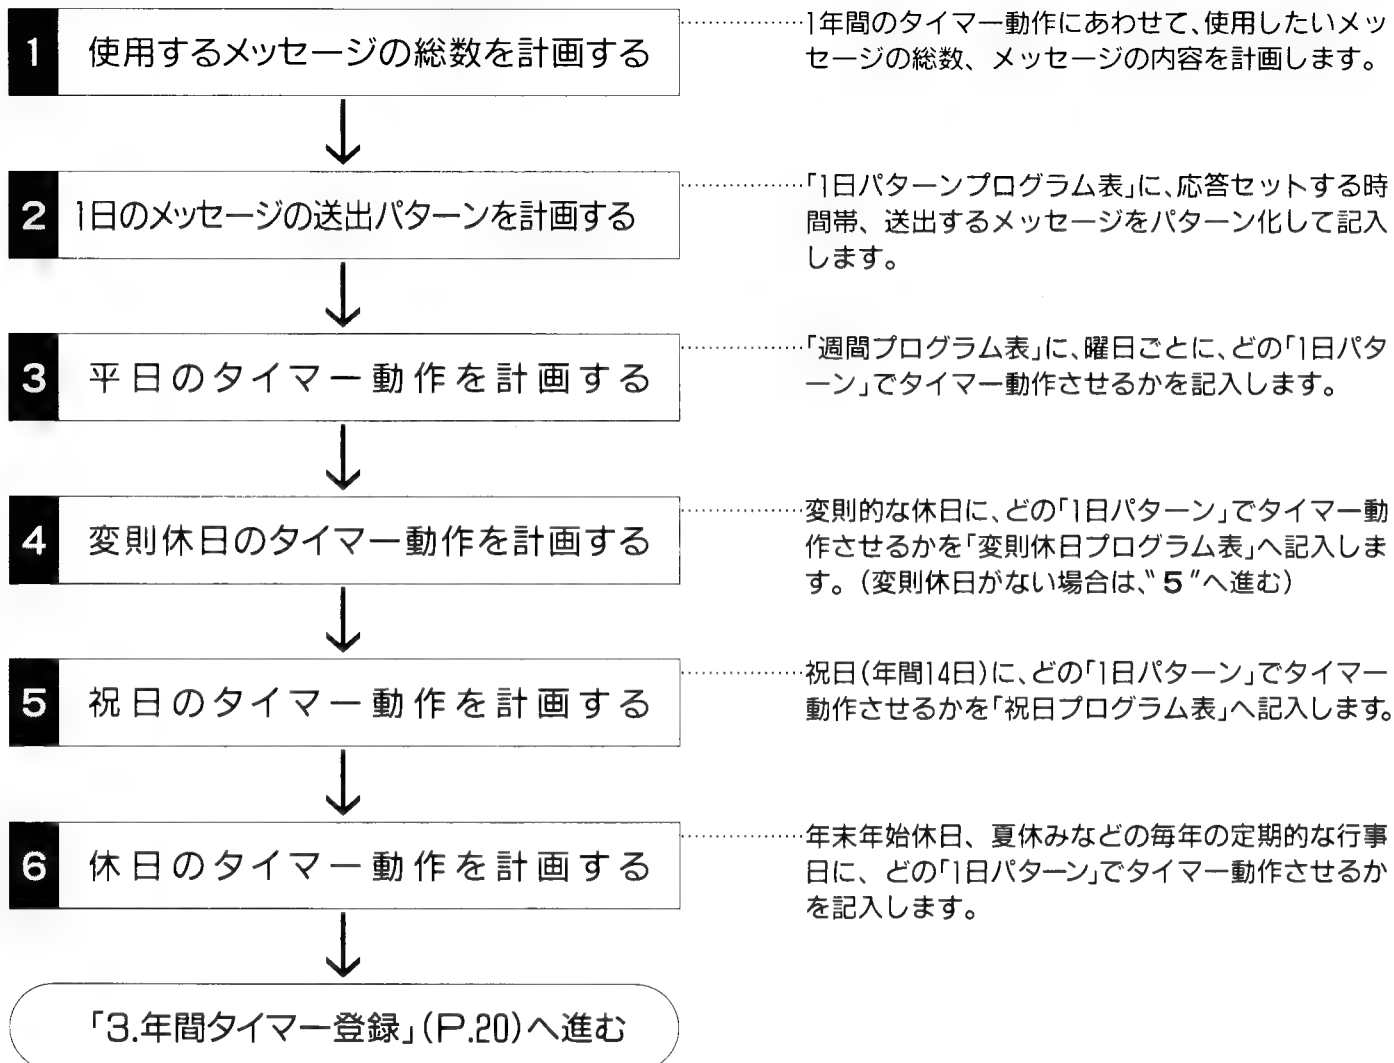 1 使用するメッセージの総数を計画する
1年間のタイマー動作にあわせて、使用したいメッ
セージの総数、メッセージの内容を計画します。
2 1日のメッセージの送出パターンを計画する
「1日パターンプログラム表」に、応答セットする時
間帯、送出するメッセージをパターン化して記入
します。
3 平日のタイマー動作を計画する
「週間プログラム表」に、曜日ごとに、どの「1日パタ
ーン」でタイマー動作させるかを記入します。
4 変則休日のタイマー動作を計画する
変則的な休日に、どの「1日パターン」でタイマー動
作させるかを「変則休日プログラム表」へ記入しま
す。(変則休日がない場合は、〝5〞へ進む)
5 祝日のタイマー動作を計画する
祝日(年間14日)に、どの「1日パターン」でタイマー
動作させるかを「祝日プログラム表」へ記入します。
6 休日のタイマー動作を計画する
年末年始休日、夏休みなどの毎年の定期的な行事
日に、どの「1日パターン」でタイマー動作させるか
を記入します。
「3.年間タイマー登録」(P.20)へ進む